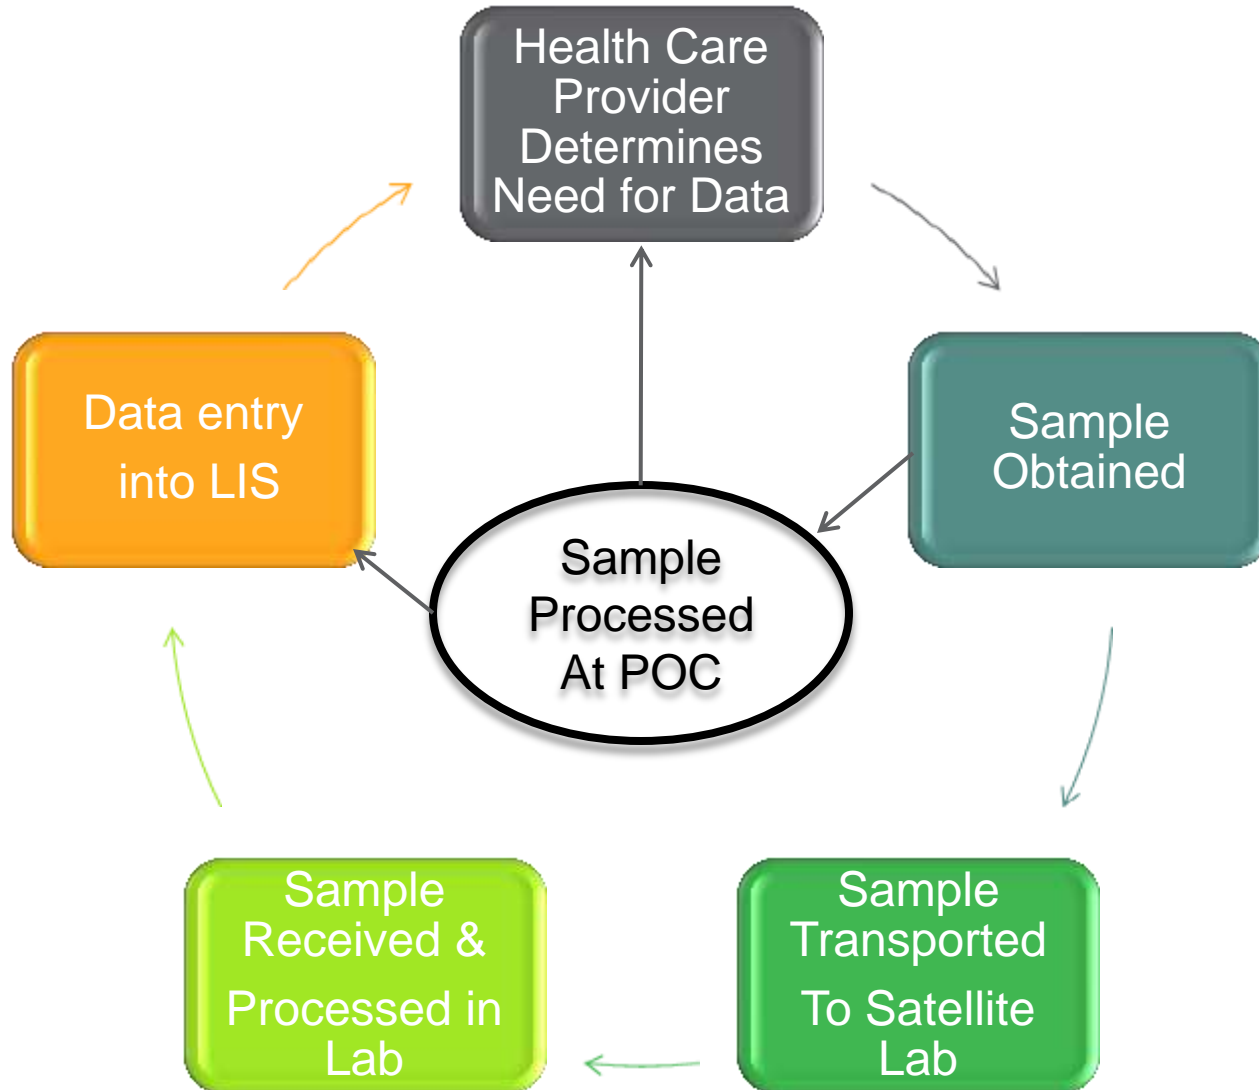 Health Care
Provider
Determines
Need for Data
Sample
Obtained
Sample
Transported
To Satellite
Lab
Sample
Received &
Processed in
Lab
Data entry
into LIS
Sample
Processed
At POC